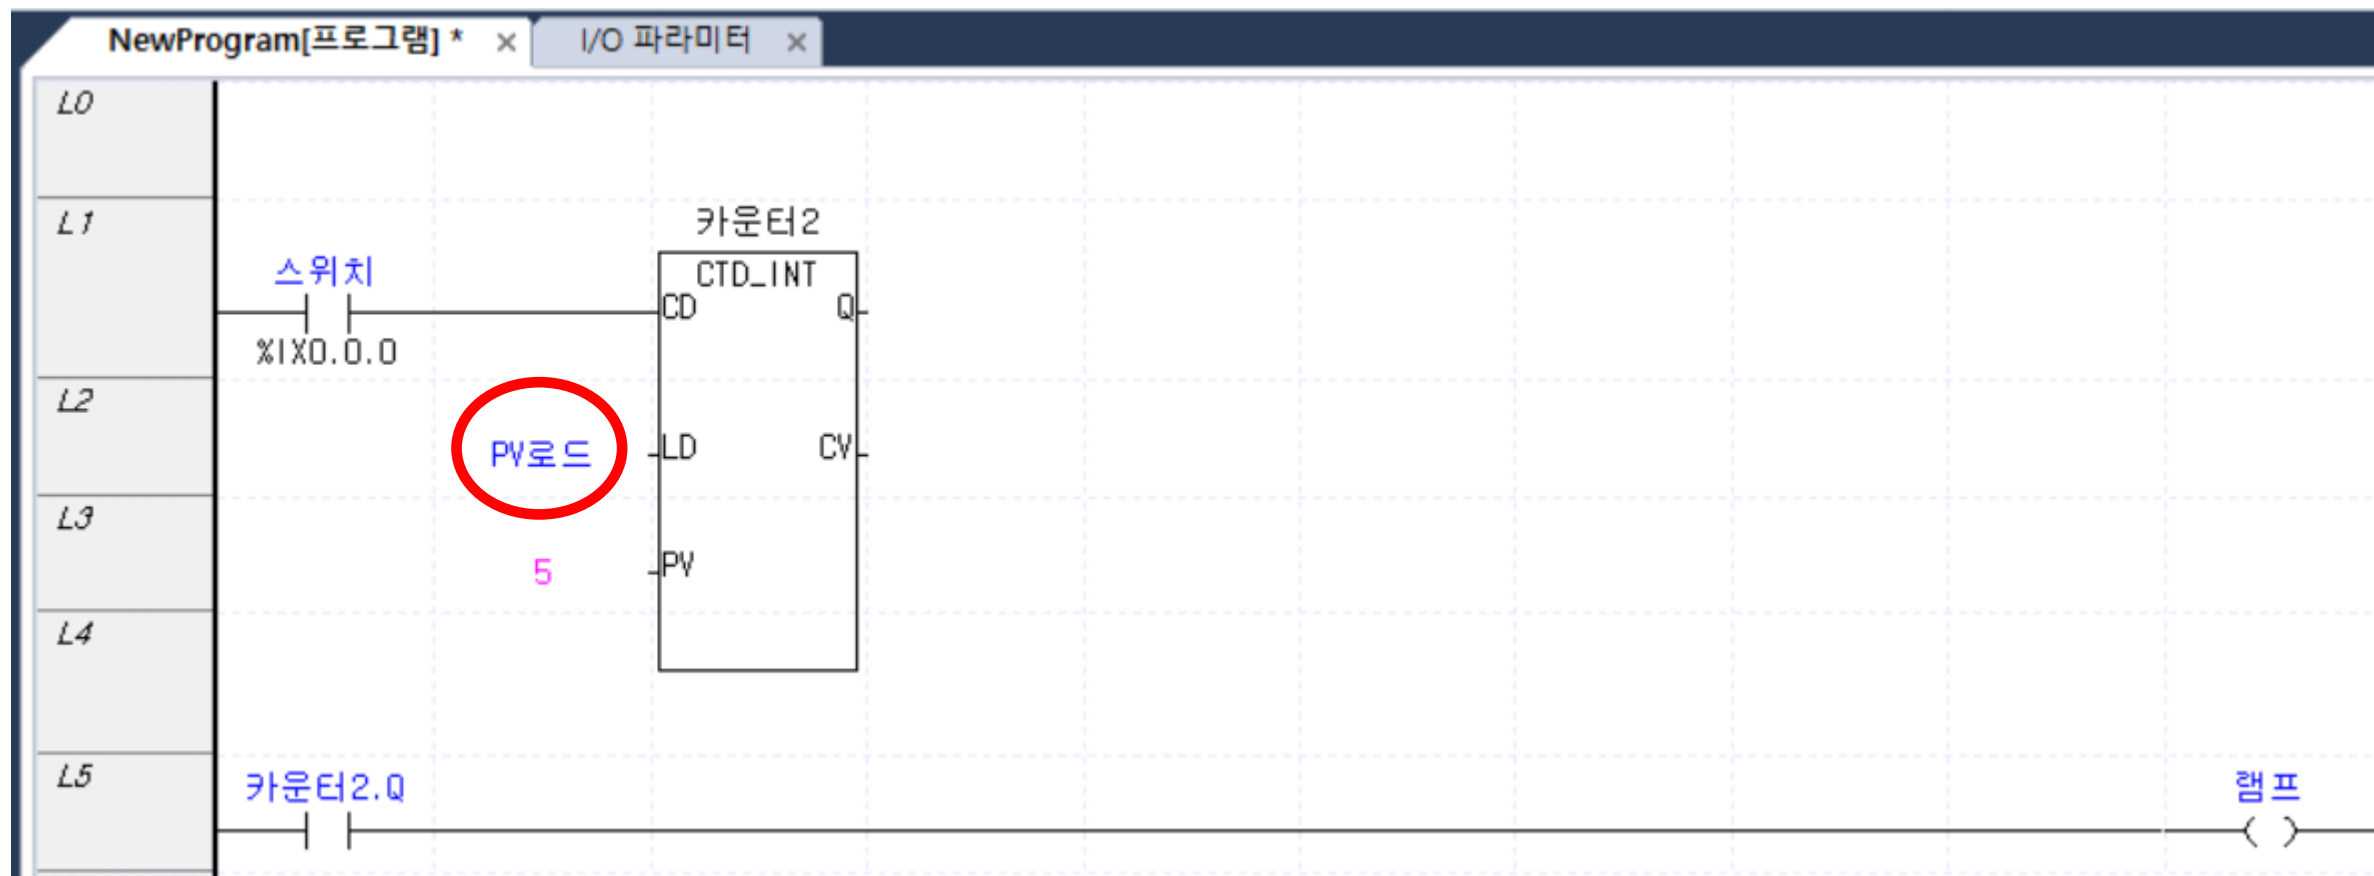 NewProgram[프로그램] * × I/O 파라미터 ×
L0
L1
카운터2
스위치
CTD_INT
CD Q
%IX0.0.0
L2
PV로드 LD CV
L3
5 PV
L4
L5
카운터2.Q 램프